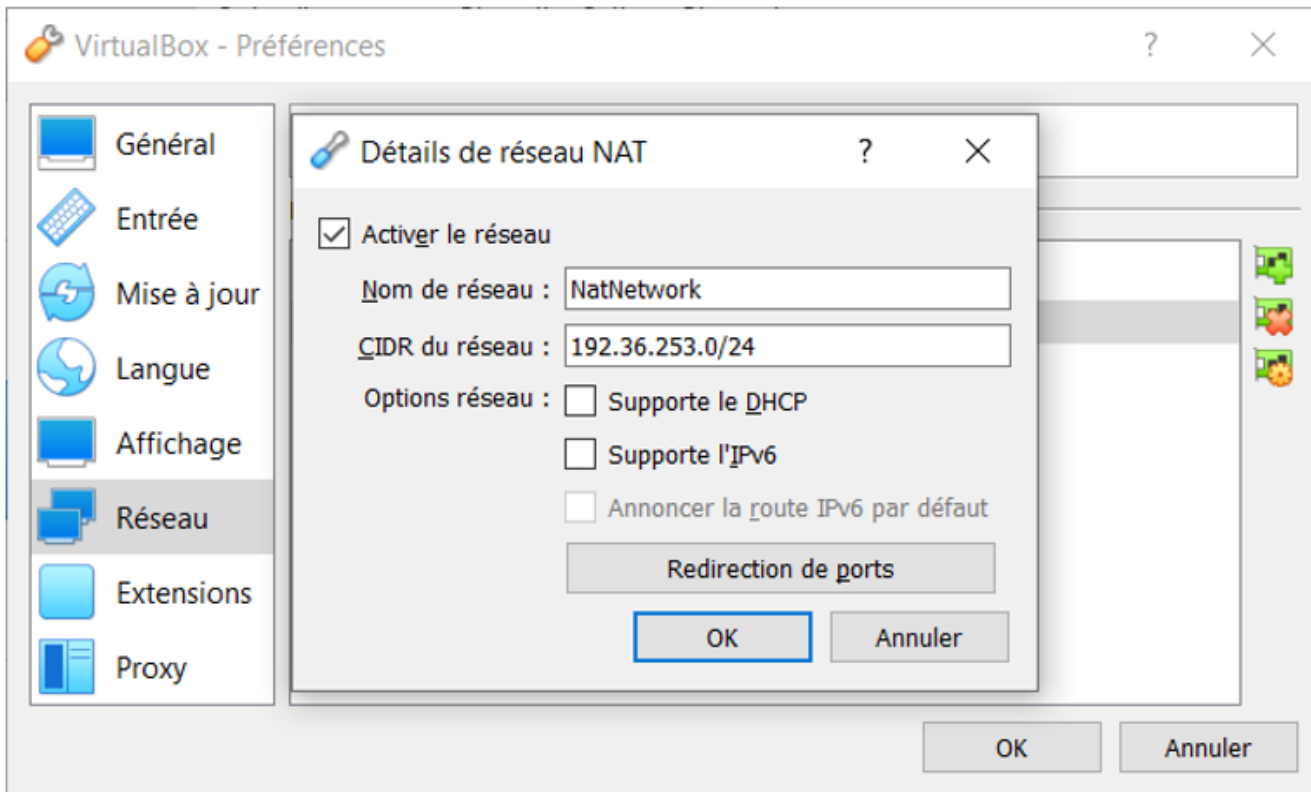 VirtualBox - Préférences
?
Général
Entrée
Mise à jour
Langue
Affichage
Réseau
Extensions
Proxy
Détails de réseau NAT
?
Activer le réseau
Nom de réseau : NatNetwork
CIDR du réseau : 192.36.253.0/24
Options réseau : Supporte le DHCP
Supporte l'IPv6
Annoncer la route IPv6 par défaut
Redirection de ports
OK Annuler
OK Annuler